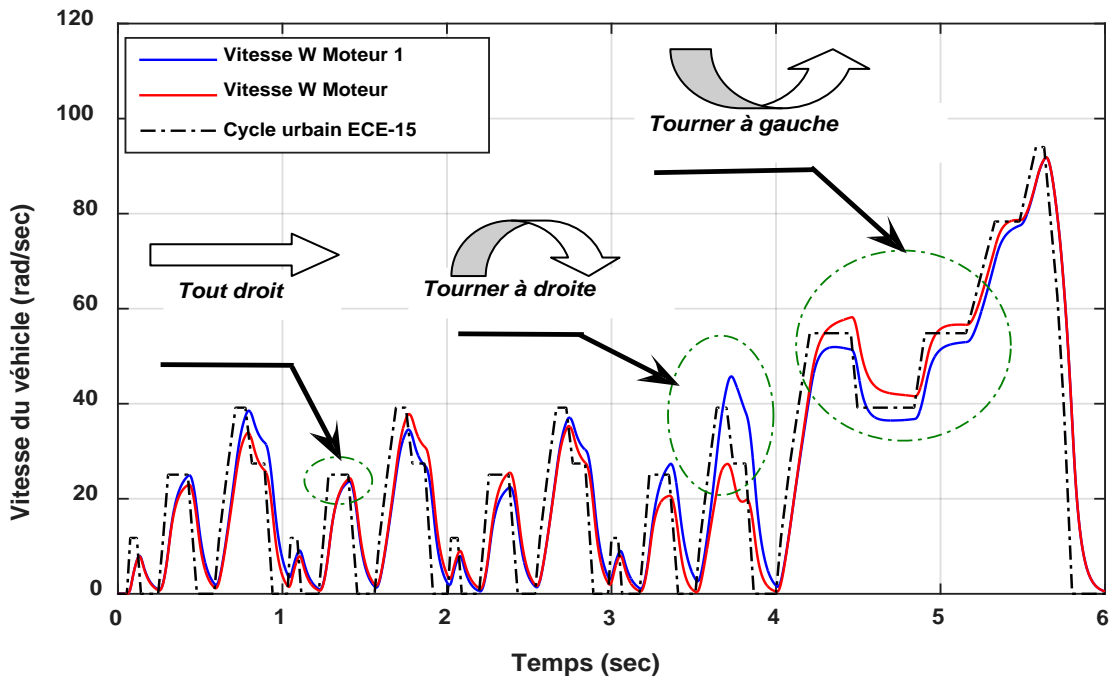 120
100
80
60
40
20
0
Vitesse du véhicle (rad/sec)
Vitesse W Moteur 1
Vitesse W Moteur
Cycle urbain ECE-15
Tourner à gauche
Tout droit
Tourner à droite
0 1 2 3 4 5 6
Temps (sec)